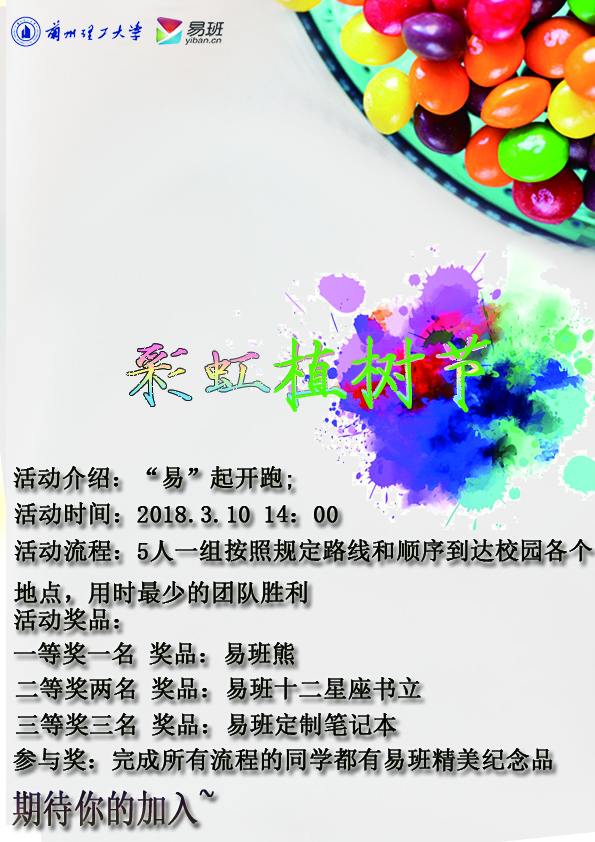 兰州理工大学 易班
yiban.cn
彩虹植树节
活动介绍：“易”起开跑;
活动时间：2018.3.10 14：00
活动流程：5人一组按照规定路线和顺序到达校园各个
地点，用时最少的团队胜利
活动奖品：
一等奖一名 奖品：易班熊
二等奖两名 奖品：易班十二星座书立
三等奖三名 奖品：易班定制笔记本
参与奖：完成所有流程的同学都有易班精美纪念品
期待你的加入~